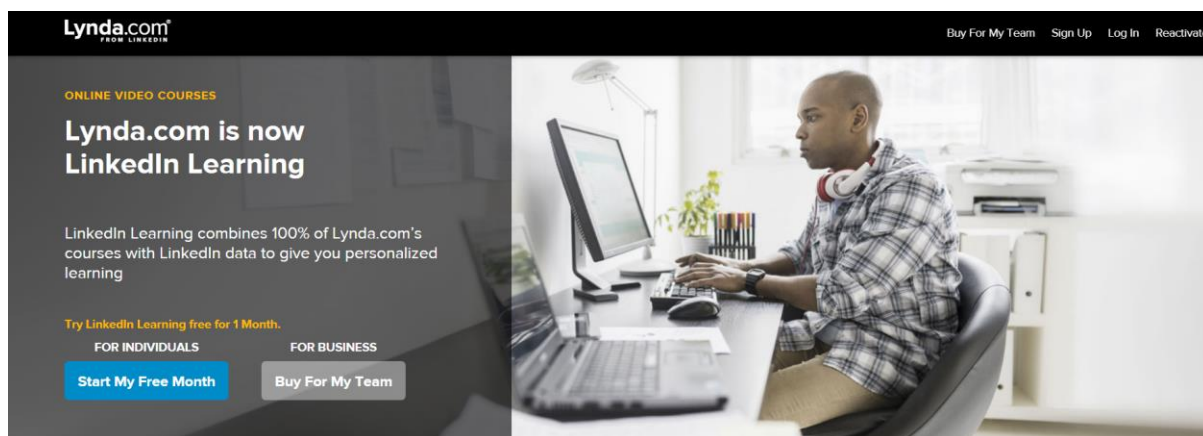 Lynda.com®
FROM LINKEDIN
Buy For My Team Sign Up Log In Reactivate
ONLINE VIDEO COURSES
Lynda.com is now
LinkedIn Learning
LinkedIn Learning combines 100% of Lynda.com's
courses with LinkedIn data to give you personalized
learning
Try LinkedIn Learning free for 1 Month.
FOR INDIVIDUALS FOR BUSINESS
Start My Free Month Buy For My Team